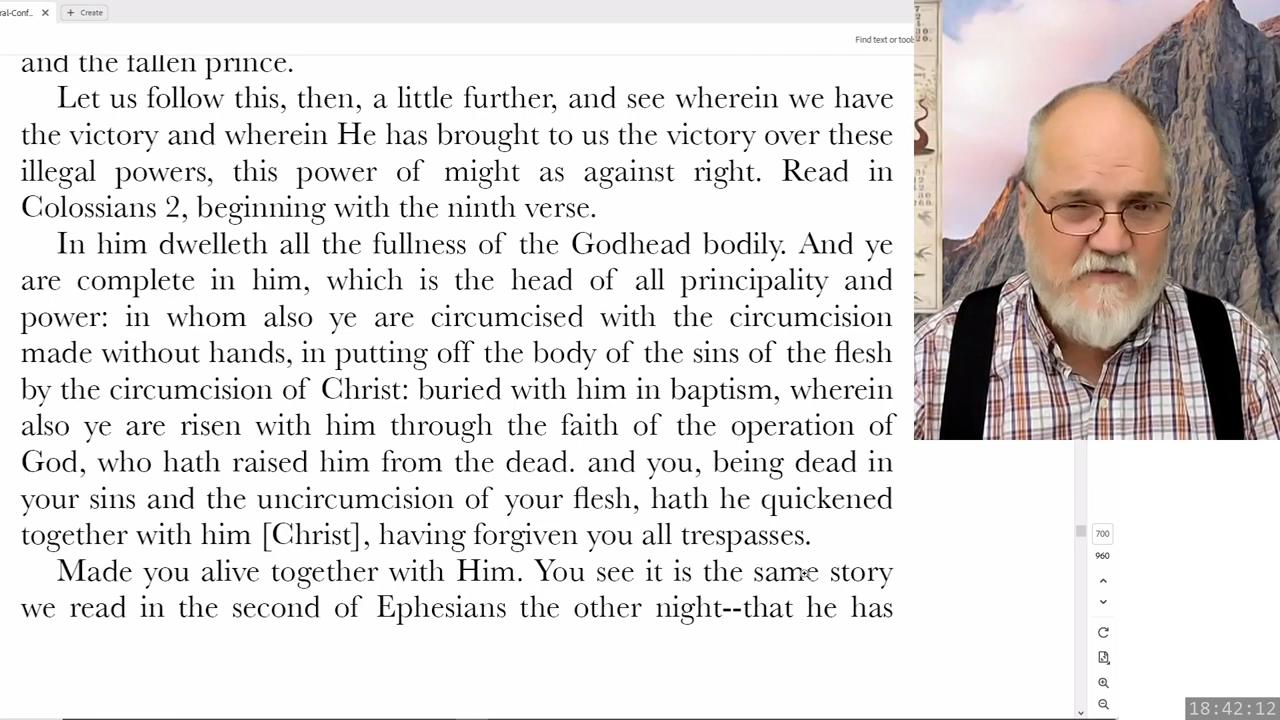 ral-Conf..
Create
Find text or tools
and the fallen prince.
Let us follow this, then, a little further, and see wherein we have
the victory and wherein He has brought to us the victory over these
illegal powers, this power of might as against right. Read in
Colossians 2, beginning with the ninth verse.
In him dwelleth all the fullness of the Godhead bodily. And ye
are complete in him, which is the head of all principality and
power: in whom also ye are circumcised with the circumcision
made without hands, in putting off the body of the sins of the flesh
by the circumcision of Christ: buried with him in baptism, wherein
also ye are risen with him through the faith of the operation of
God, who hath raised him from the dead. and you, being dead in
your sins and the uncircumcision of your flesh, hath he quickened
together with him [Christ], having forgiven you all trespasses.
Made you alive together with Him. You see it is the same story
we read in the second of Ephesians the other night--that he has
700
960
18:42:12